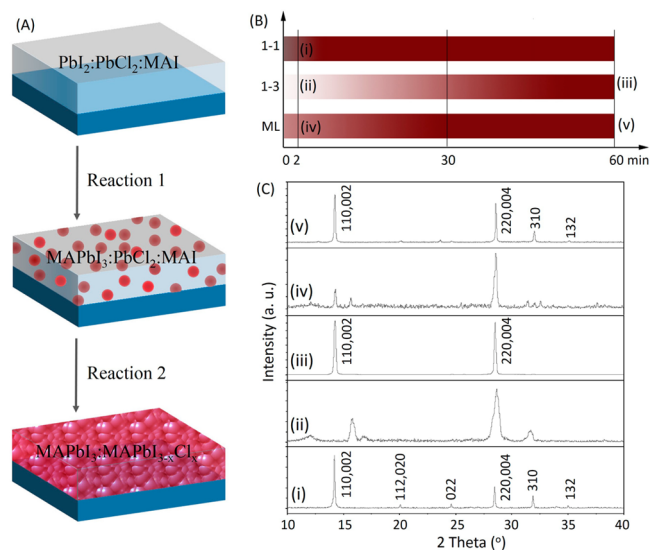 (A)
PbI₂:PbCl₂:MAI
Reaction 1
MAPbI₃:PbCl₂:MAI
Reaction 2
MAPbI₃:MAPbI₃₋ₓClₓ
(B)
1-1 (i)
1-3 (ii) (iii)
ML (iv) (v)
0 2 30 60 min
(C)
Intensity (a. u.)
(v) 110,002 220,004 310 132
(iv)
(iii) 110,002 220,004
(ii)
(i) 110,002 112,020 022 220,004 310 132
10 15 20 25 30 35 40
2 Theta (°)